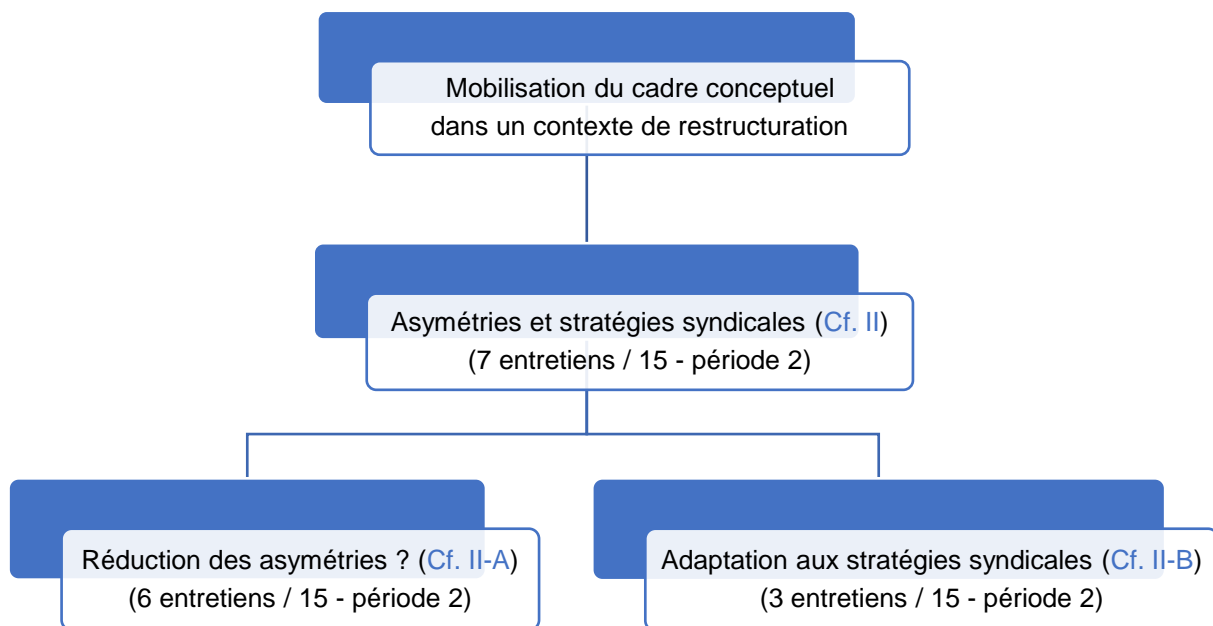 Mobilisation du cadre conceptuel
dans un contexte de restructuration
Asymétries et stratégies syndicales (Cf. II)
(7 entretiens / 15 - période 2)
Réduction des asymétries ? (Cf. II-A)
(6 entretiens / 15 - période 2)
Adaptation aux stratégies syndicales (Cf. II-B)
(3 entretiens / 15 - période 2)